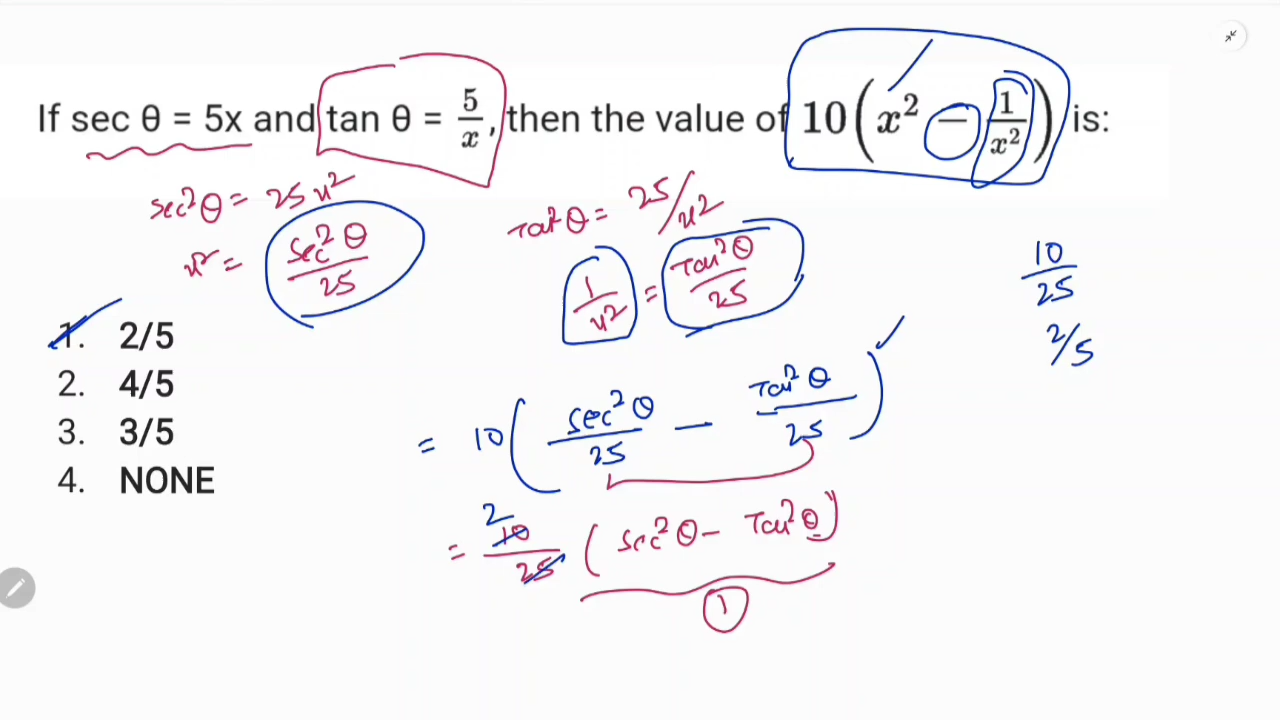 If sec θ = 5x and tan θ = 5/x, then the value of 10(x² − 1/x²) is:
sec²θ = 25x²
x² = sec²θ/25
Tan²θ = 25/x²
1/x² = Tan²θ/25
10/25
2/5
1. 2/5
2. 4/5
3. 3/5
4. NONE
= 10(sec²θ/25 − Tan²θ/25)
= 2 10/25 (sec²θ − Tan²θ)
1